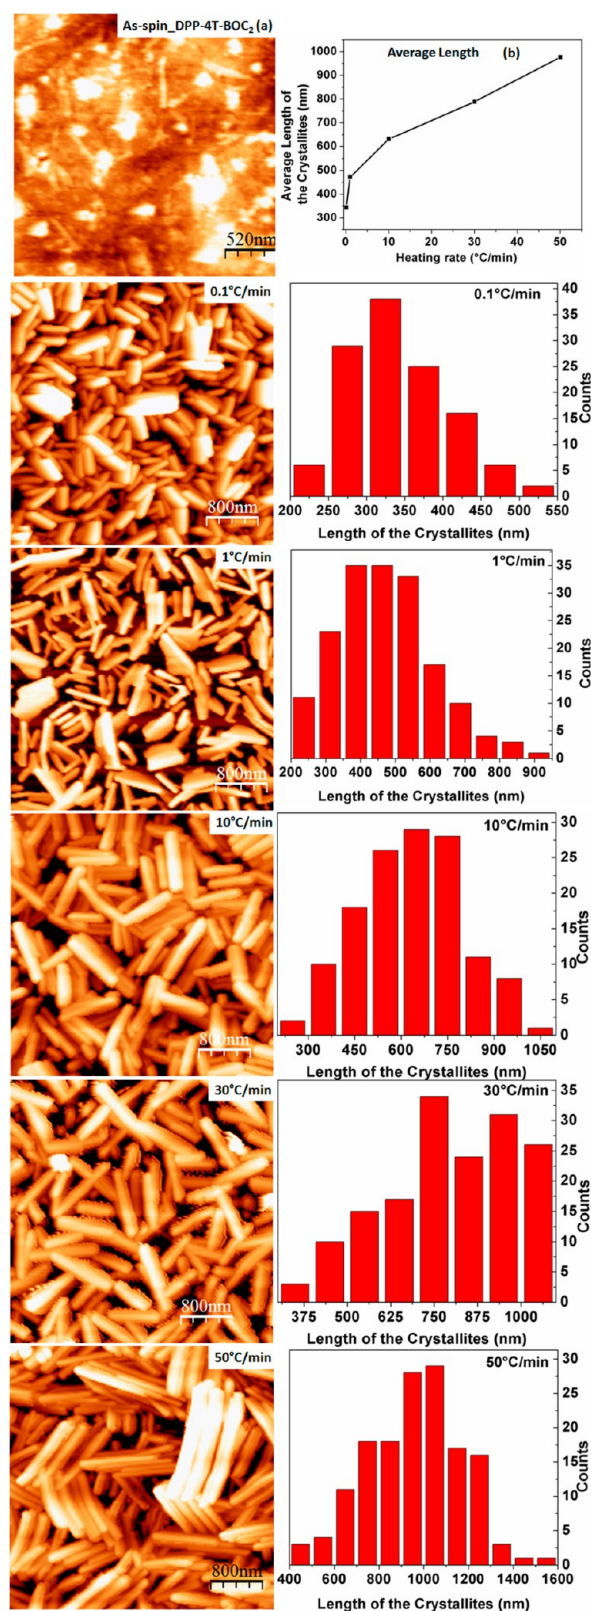 As-spin_DPP-4T-BOC₂ (a)
520nm
Average Length (b)
1000
900
800
700
600
500
400
300
Average Length of
the Crystallites (nm)
0 10 20 30 40 50
Heating rate (°C/min)
0.1°C/min
800nm
0.1°C/min
40
35
30
25
20
15
10
5
0
Counts
200 250 300 350 400 450 500 550
Length of the Crystallites (nm)
1°C/min
800nm
1°C/min
35
30
25
20
15
10
5
0
Counts
200 300 400 500 600 700 800 900
Length of the Crystallites (nm)
10°C/min
800nm
10°C/min
30
25
20
15
10
5
0
Counts
300 450 600 750 900 1050
Length of the Crystallites (nm)
30°C/min
800nm
30°C/min
35
30
25
20
15
10
5
0
Counts
375 500 625 750 875 1000
Length of the Crystallites (nm)
50°C/min
800nm
50°C/min
30
25
20
15
10
5
0
Counts
400 600 800 1000 1200 1400 1600
Length of the Crystallites (nm)